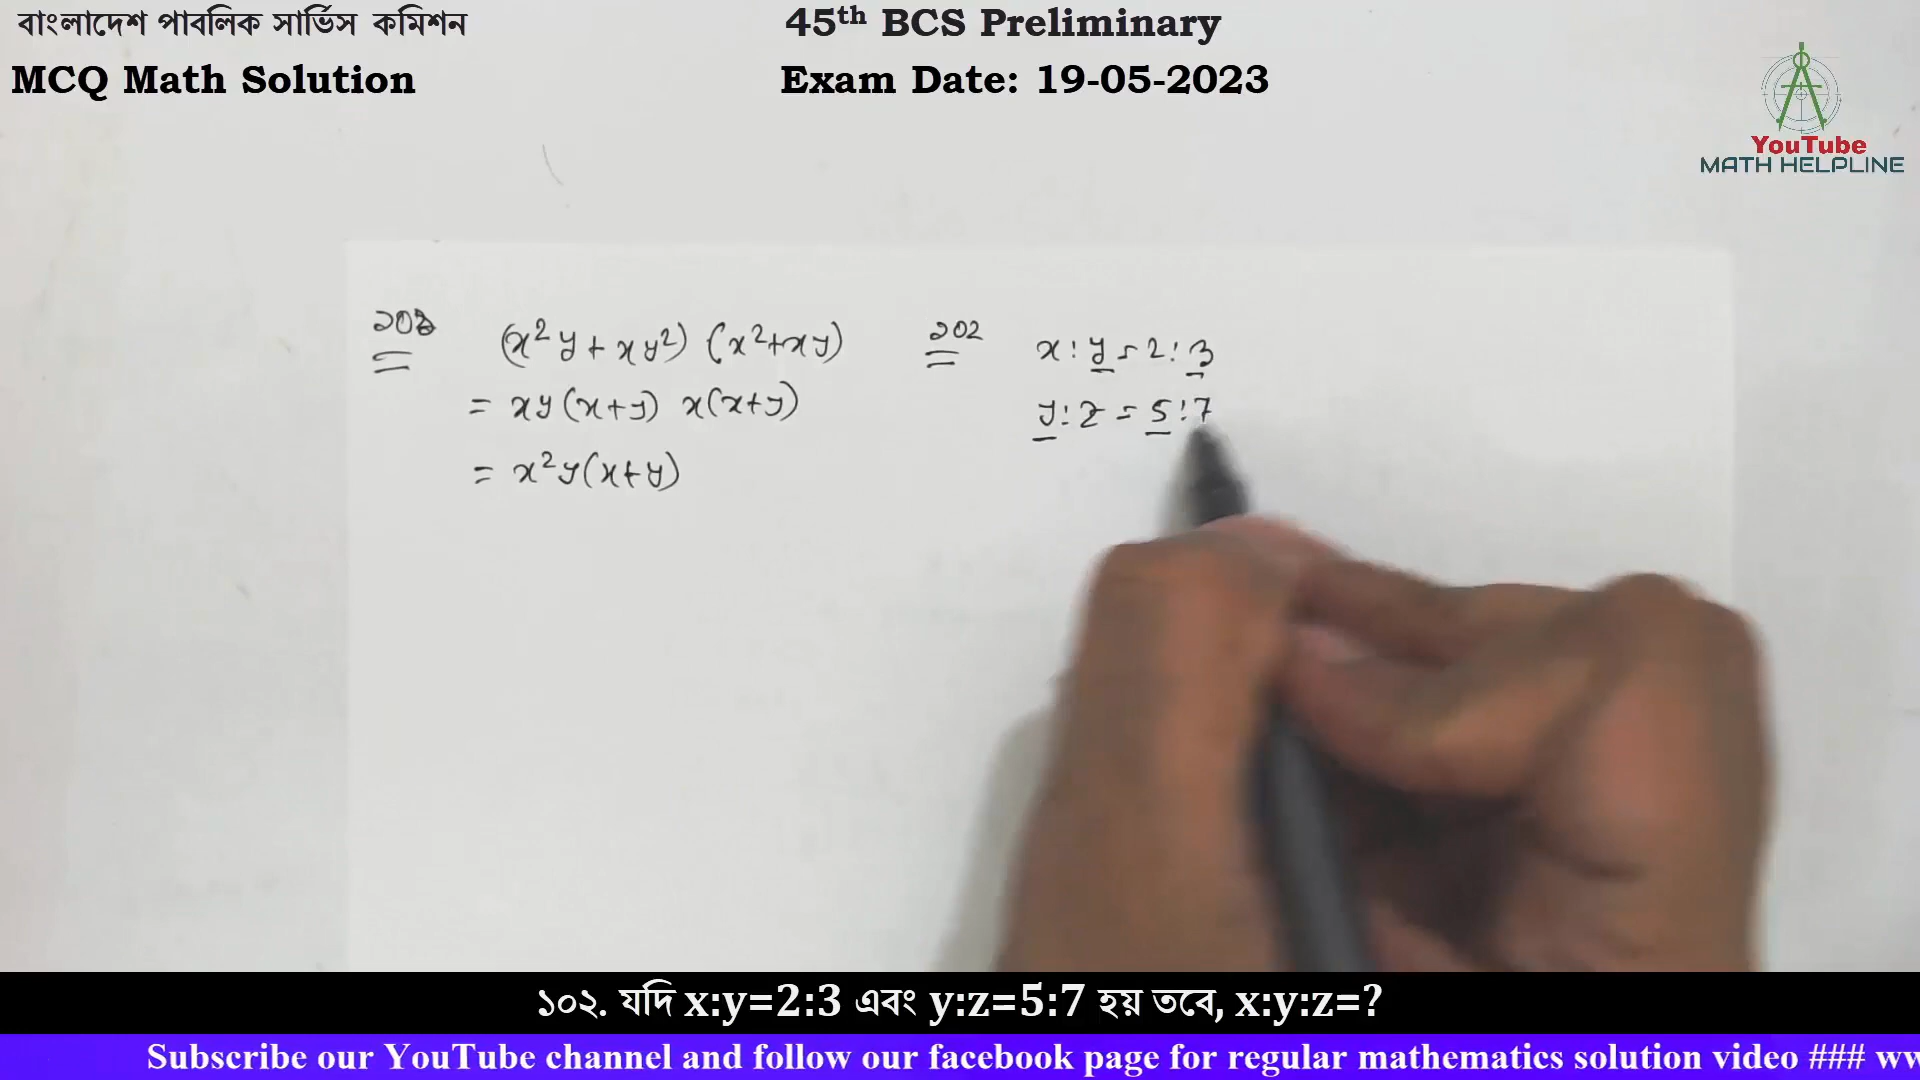 বাংলাদেশ পাবলিক সার্ভিস কমিশন
45th BCS Preliminary
MCQ Math Solution
Exam Date: 19-05-2023
YouTube
MATH HELPLINE
(x²y + xy²) (x²+xy)
= xy(x+y) x(x+y)
= x²y(x+y)
১০২
x:y = 2:3
y:z = 5:7
১০২. যদি x:y=2:3 এবং y:z=5:7 হয় তবে, x:y:z=?
Subscribe our YouTube channel and follow our facebook page for regular mathematics solution video ###